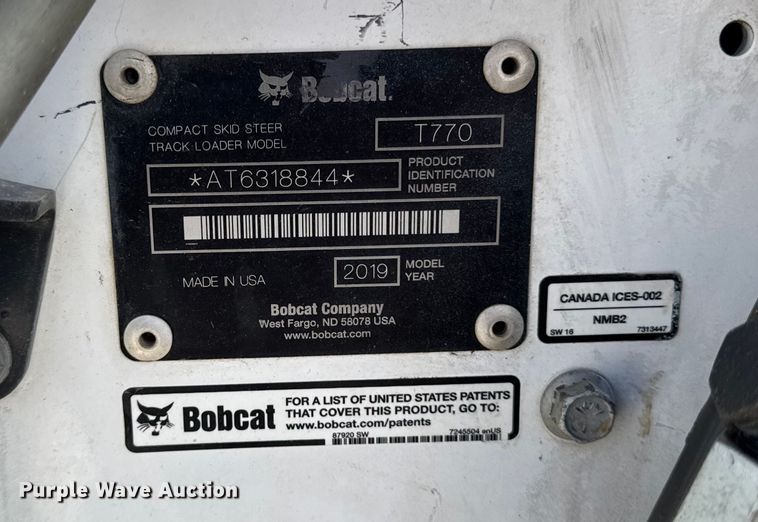 Bobcat.
COMPACT SKID STEER
TRACK LOADER MODEL
T770
*AT6318844*
PRODUCT
IDENTIFICATION
NUMBER
MADE IN USA
2019
MODEL
YEAR
Bobcat Company
West Fargo, ND 58078 USA
www.bobcat.com
CANADA ICES-002
NMB2
SW 16 7313447
Bobcat
FOR A LIST OF UNITED STATES PATENTS
THAT COVER THIS PRODUCT, GO TO:
www.bobcat.com/patents
87920 SW 7245504 enUS
Purple Wave Auction